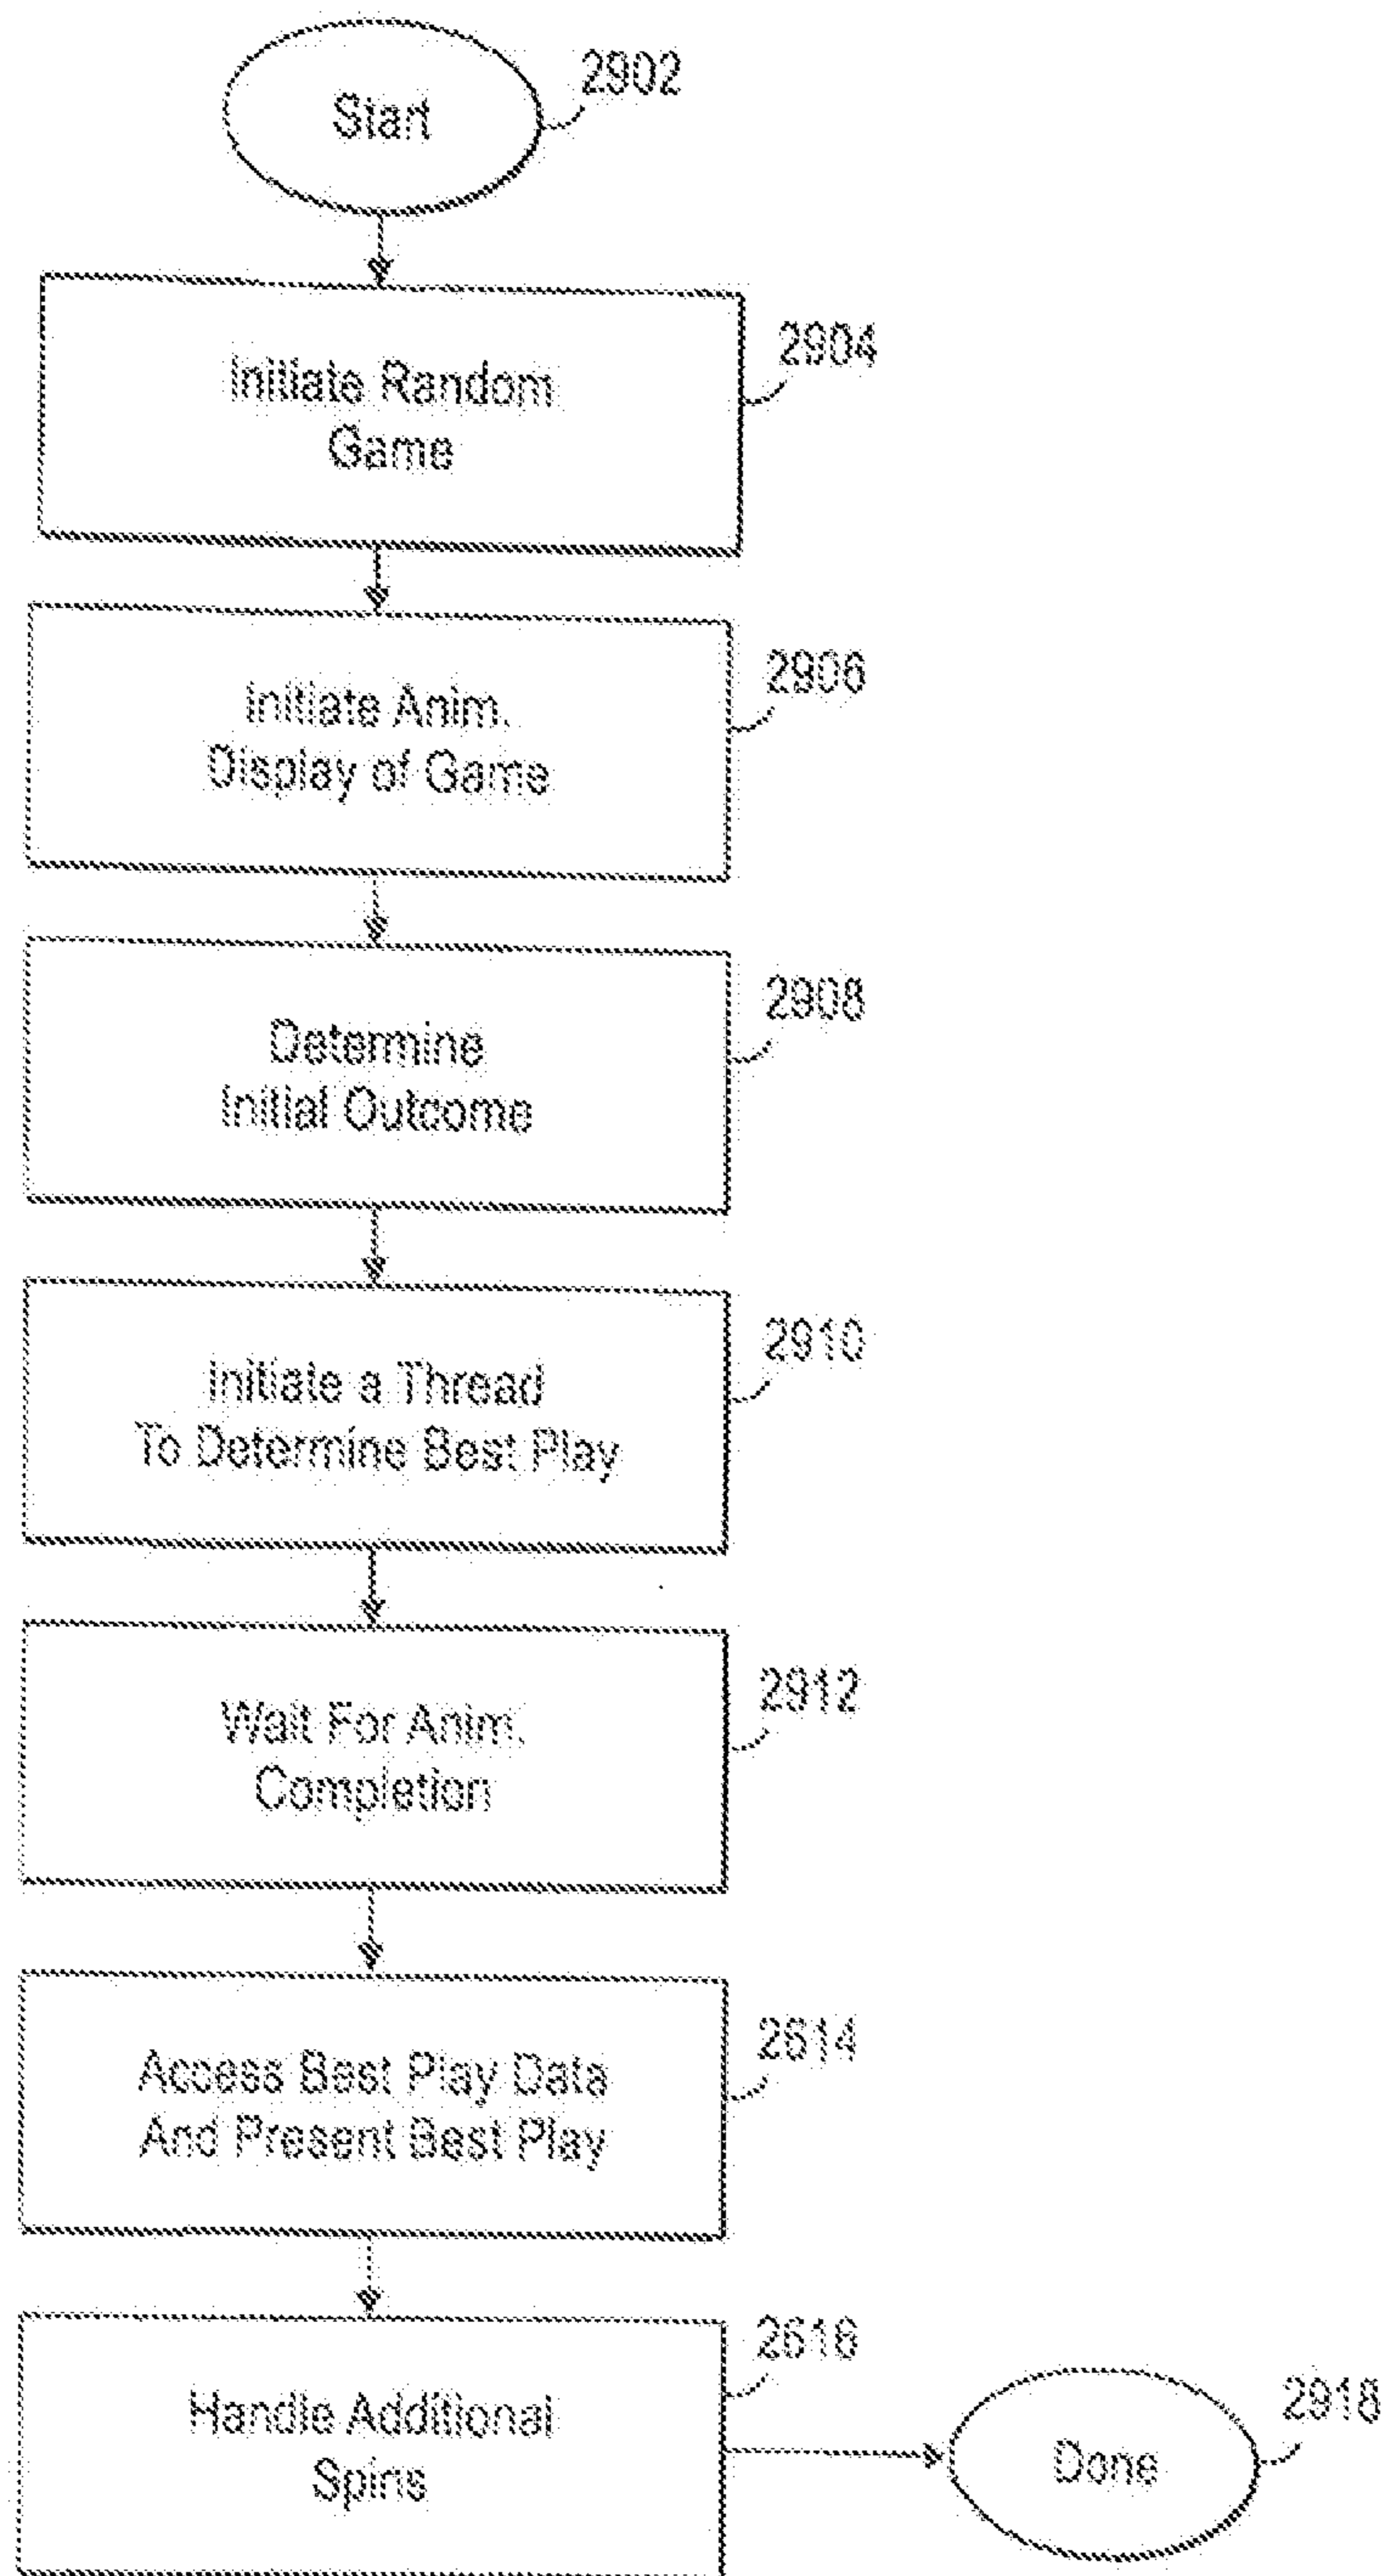 Start
2902
Initiate Random
Game
2904
Initiate Anim.
Display of Game
2906
Determine
Initial Outcome
2908
Initiate a Thread
To Determine Best Play
2910
Wait For Anim.
Completion
2912
Access Best Play Data
And Present Best Play
2614
Handle Additional
Spins
2616
Done
2918